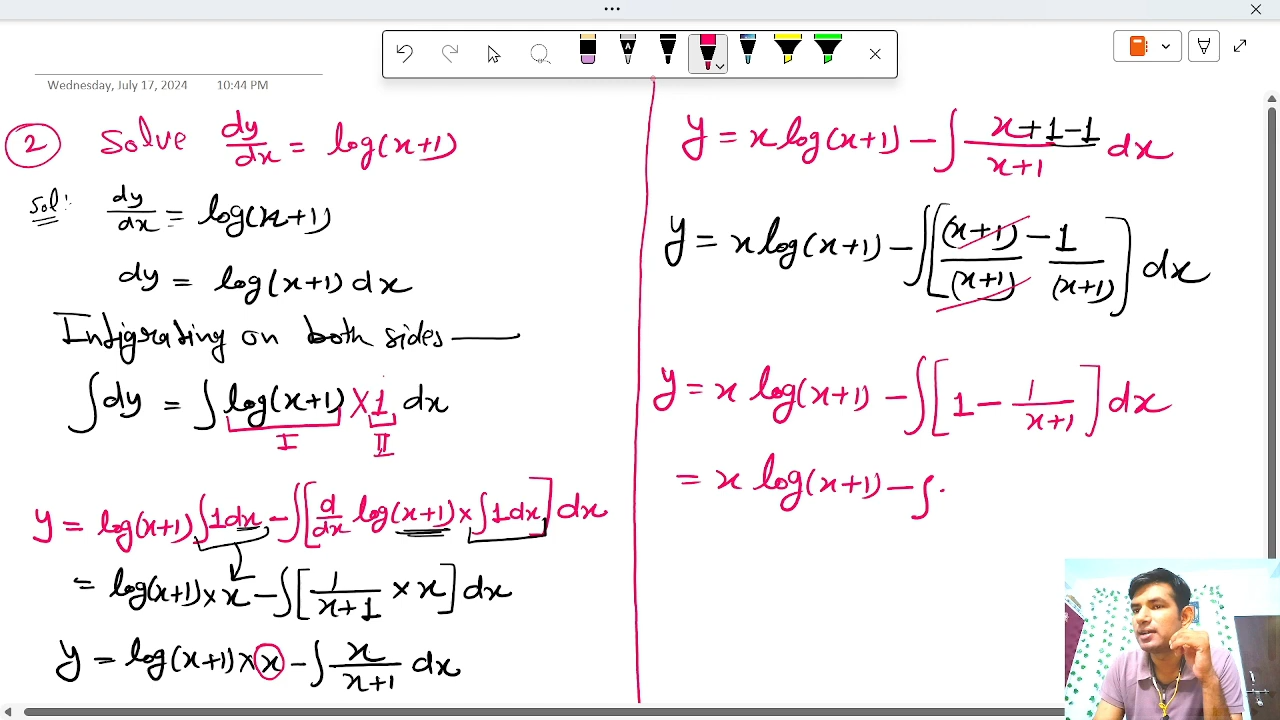 Wednesday, July 17, 2024 10:44 PM
② Solve dy/dx = log(x+1)
Sol: dy/dx = log(x+1)
dy = log(x+1) dx
Intigrating on both sides —
∫dy = ∫ log(x+1) × 1 dx
I II
y = log(x+1) ∫1dx − ∫[d/dx log(x+1) × ∫1dx] dx
= log(x+1) × x − ∫[1/(x+1) × x] dx
y = log(x+1) × x − ∫ x/(x+1) dx
y = x log(x+1) − ∫ (x+1−1)/(x+1) dx
y = x log(x+1) − ∫[(x+1)/(x+1) − 1/(x+1)] dx
y = x log(x+1) − ∫[1 − 1/(x+1)] dx
= x log(x+1) − ∫